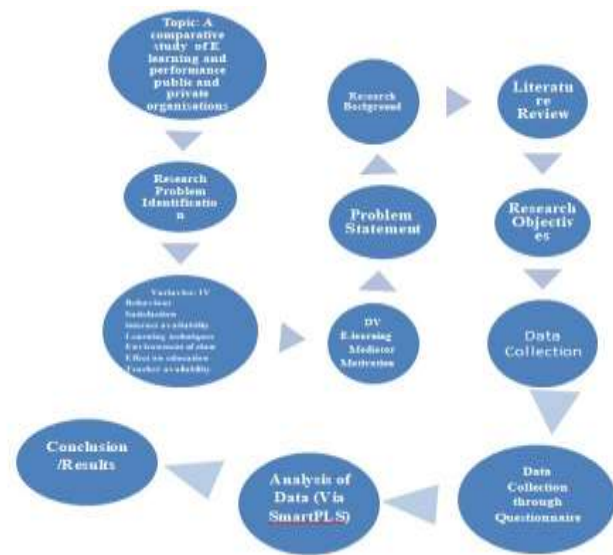 Topic: A
comparative
study of E
learning and
performance
public and
private
organisations
Research
Problem
Identificatio
n
Variables: IV
Behaviour
Satisfaction
Internet availability
Learning techniques
Environment of class
Effect on education
Teacher availability
DV
E-learning
Mediator
Motivation
Problem
Statement
Research
Literatu
re
Review
Research
Objectiv
es
Data
Collection
Data
Collection
through
Questionnaire
Analysis of
Data (Via
SmartPLS)
Conclusion
/Results